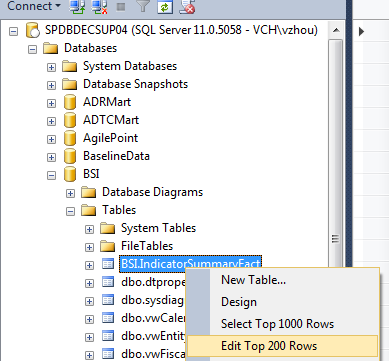 Connect
SPDBDECSUP04 (SQL Server 11.0.5058 - VCH\vzhou)
Databases
System Databases
Database Snapshots
ADRMart
ADTCMart
AgilePoint
BaselineData
BSI
Database Diagrams
Tables
System Tables
FileTables
BSI.IndicatorSummaryFact
dbo.dtprope
dbo.sysdiag
dbo.vwCaler
dbo.vwEntity
dbo.vwFisca
New Table...
Design
Select Top 1000 Rows
Edit Top 200 Rows